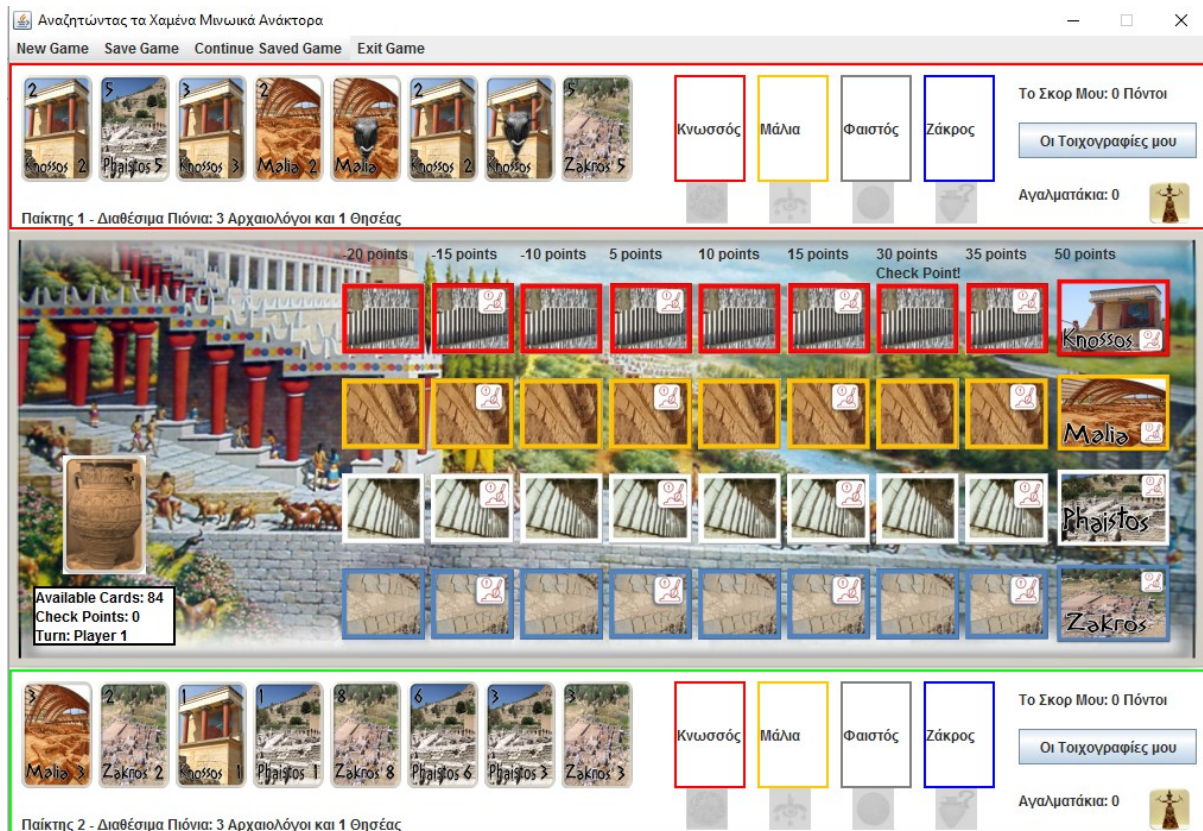 Αναζητώντας τα Χαμένα Μινωικά Ανάκτορα
New Game Save Game Continue Saved Game Exit Game
2 5 3 2 2 5
Knossos 2 Phaistos 5 Knossos 3 Malia 2 Malia Knossos 2 Knossos Zakros 5
Κνωσσός Μάλια Φαιστός Ζάκρος
Το Σκορ Μου: 0 Πόντοι
Οι Τοιχογραφίες μου
Αγαλματάκια: 0
Παίκτης 1 - Διαθέσιμα Πιόνια: 3 Αρχαιολόγοι και 1 Θησέας
-20 points -15 points -10 points 5 points 10 points 15 points 30 points 35 points 50 points
Check Point!
Knossos
Malia
Phaistos
Zakros
Available Cards: 84
Check Points: 0
Turn: Player 1
3 2 1 1 8 6 3 3
Malia 3 Zakros 2 Knossos 1 Phaistos 1 Zakros 8 Phaistos 6 Phaistos 3 Zakros 3
Κνωσσός Μάλια Φαιστός Ζάκρος
Το Σκορ Μου: 0 Πόντοι
Οι Τοιχογραφίες μου
Αγαλματάκια: 0
Παίκτης 2 - Διαθέσιμα Πιόνια: 3 Αρχαιολόγοι και 1 Θησέας